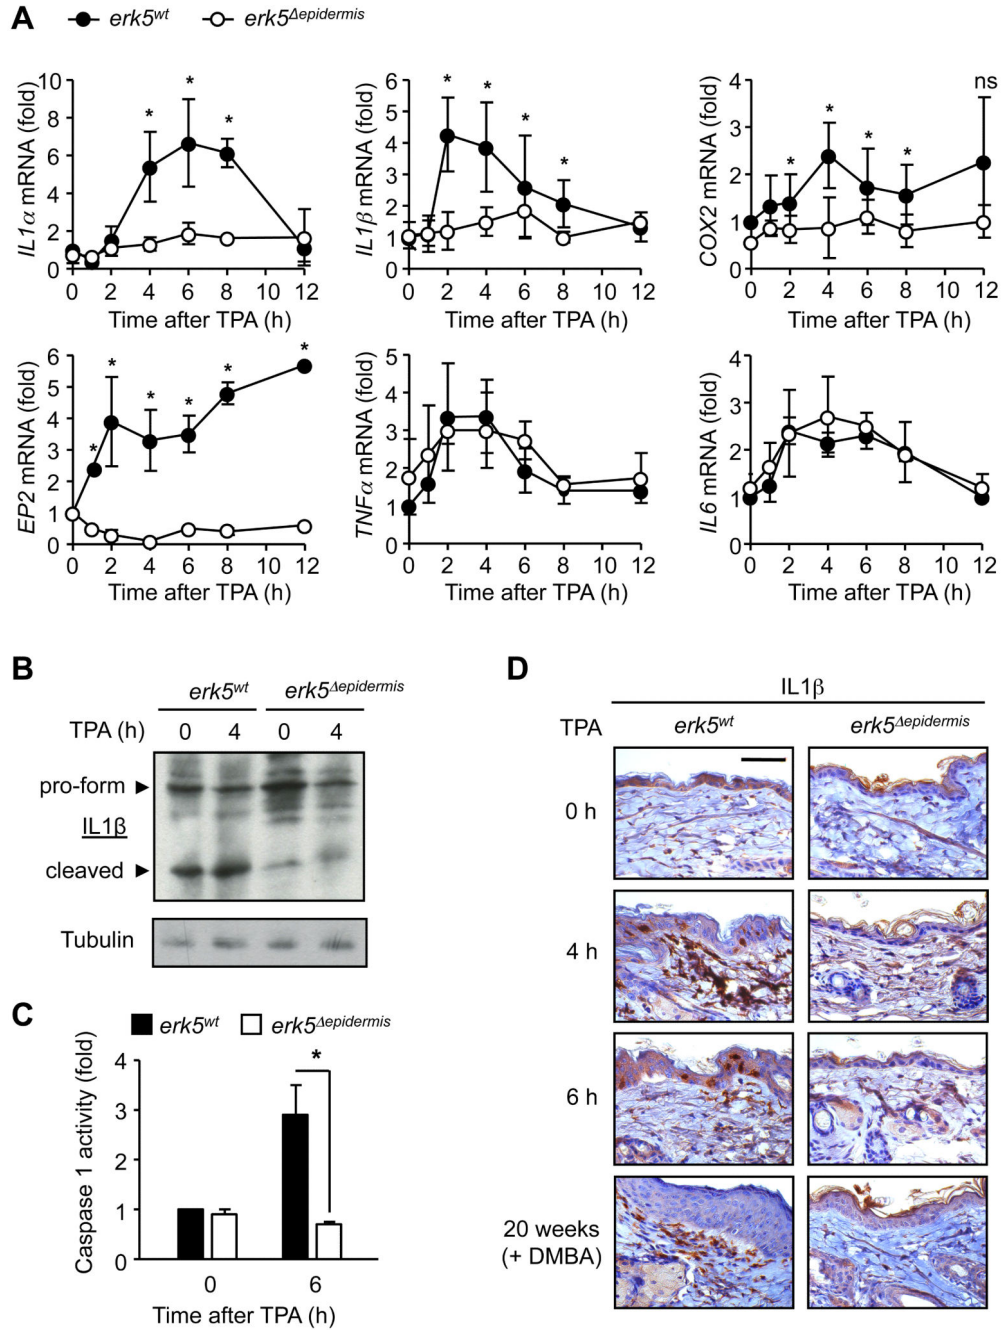 A
erk5wt erk5Δepidermis
IL1α mRNA (fold)
10
8
6
4
2
0
* * *
0 2 4 6 8 10 12
Time after TPA (h)
IL1β mRNA (fold)
6
5
4
3
2
1
0
* * * *
0 2 4 6 8 10 12
Time after TPA (h)
COX2 mRNA (fold)
4
3
2
1
0
* * * * ns
0 2 4 6 8 10 12
Time after TPA (h)
EP2 mRNA (fold)
6
5
4
3
2
1
0
* * * * * *
0 2 4 6 8 10 12
Time after TPA (h)
TNFα mRNA (fold)
5
4
3
2
1
0
0 2 4 6 8 10 12
Time after TPA (h)
IL6 mRNA (fold)
4
3
2
1
0
0 2 4 6 8 10 12
Time after TPA (h)
B
erk5wt erk5Δepidermis
TPA (h) 0 4 0 4
pro-form
IL1β
cleaved
Tubulin
C
erk5wt erk5Δepidermis
Caspase 1 activity (fold)
4
3
2
1
0
*
0 6
Time after TPA (h)
D
IL1β
TPA erk5wt erk5Δepidermis
0 h
4 h
6 h
20 weeks
(+ DMBA)